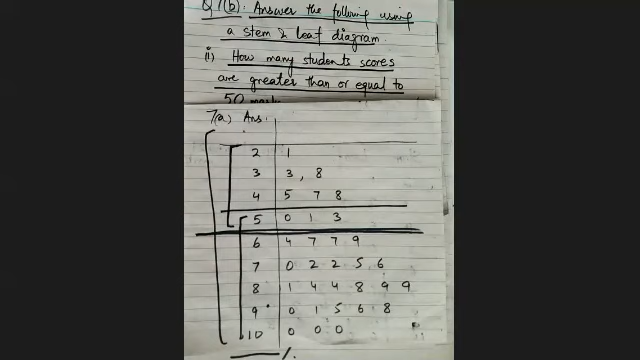 Q 7(b): Answer the following using
a stem & leaf diagram.
(i) How many students scores
are greater than or equal to
50 mark
7(a) Ans:
2 | 1
3 | 3, 8
4 | 5 7 8
5 | 0 1 3
6 | 4 7 7 9
7 | 0 2 2 5 6
8 | 1 4 4 8 9 9
9 | 0 1 5 6 8
10 | 0 0 0